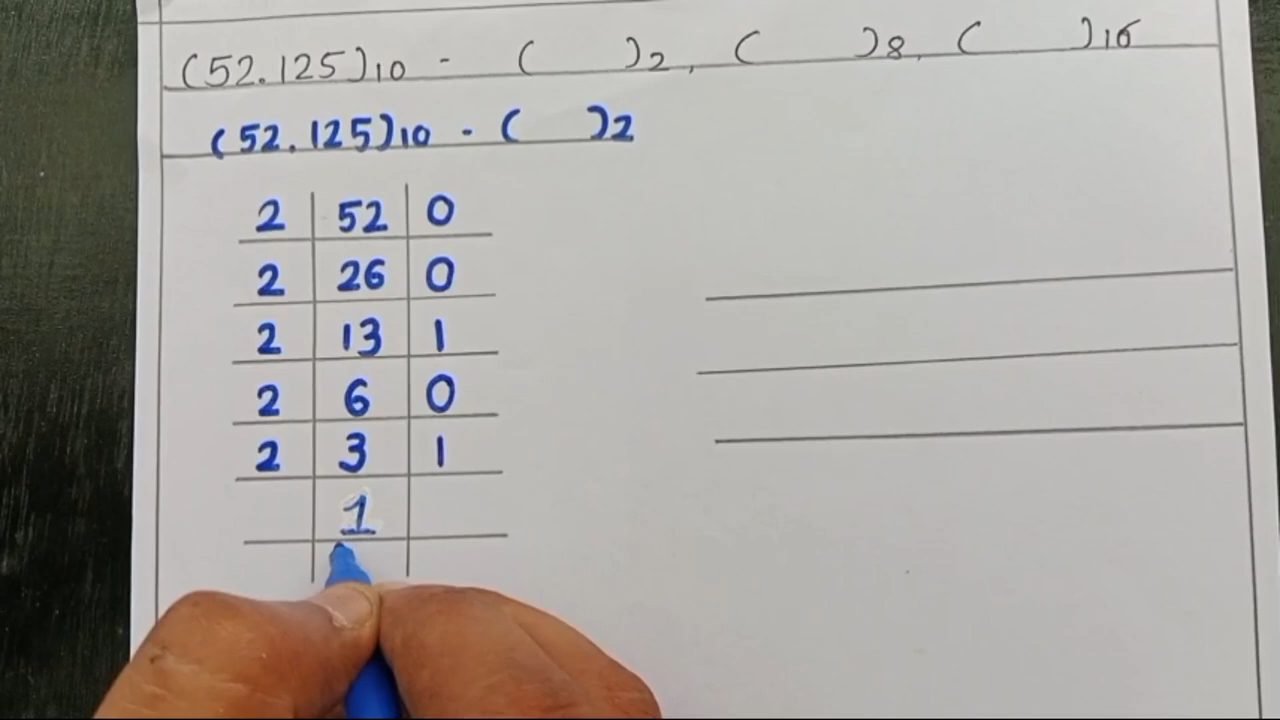 (52.125)10 - ( )2, ( )8, ( )16
(52.125)10 - ( )2
2 52 0
2 26 0
2 13 1
2 6 0
2 3 1
1